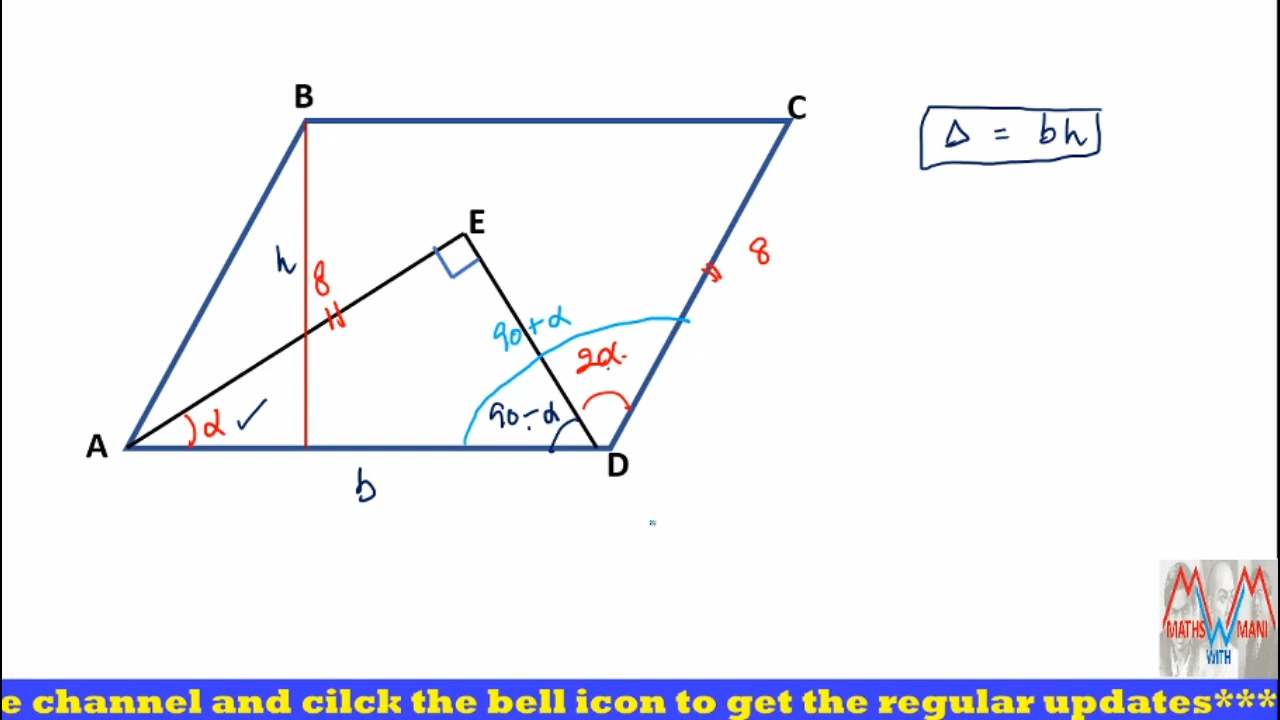 B
C
Δ = bh
E
h
8
8
90+α
2α
A
α
90-α
D
b
MATHS
MANI
WITH
e channel and cilck the bell icon to get the regular updates***